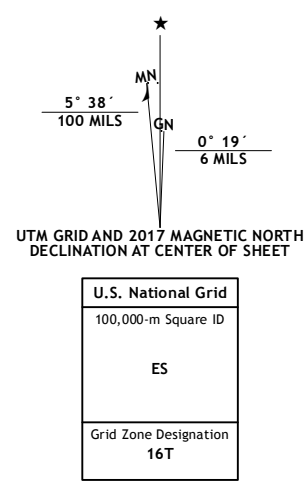 MN.
5° 38´
100 MILS
GN
0° 19´
6 MILS
UTM GRID AND 2017 MAGNETIC NORTH
DECLINATION AT CENTER OF SHEET
U.S. National Grid
100,000-m Square ID
ES
Grid Zone Designation
16T